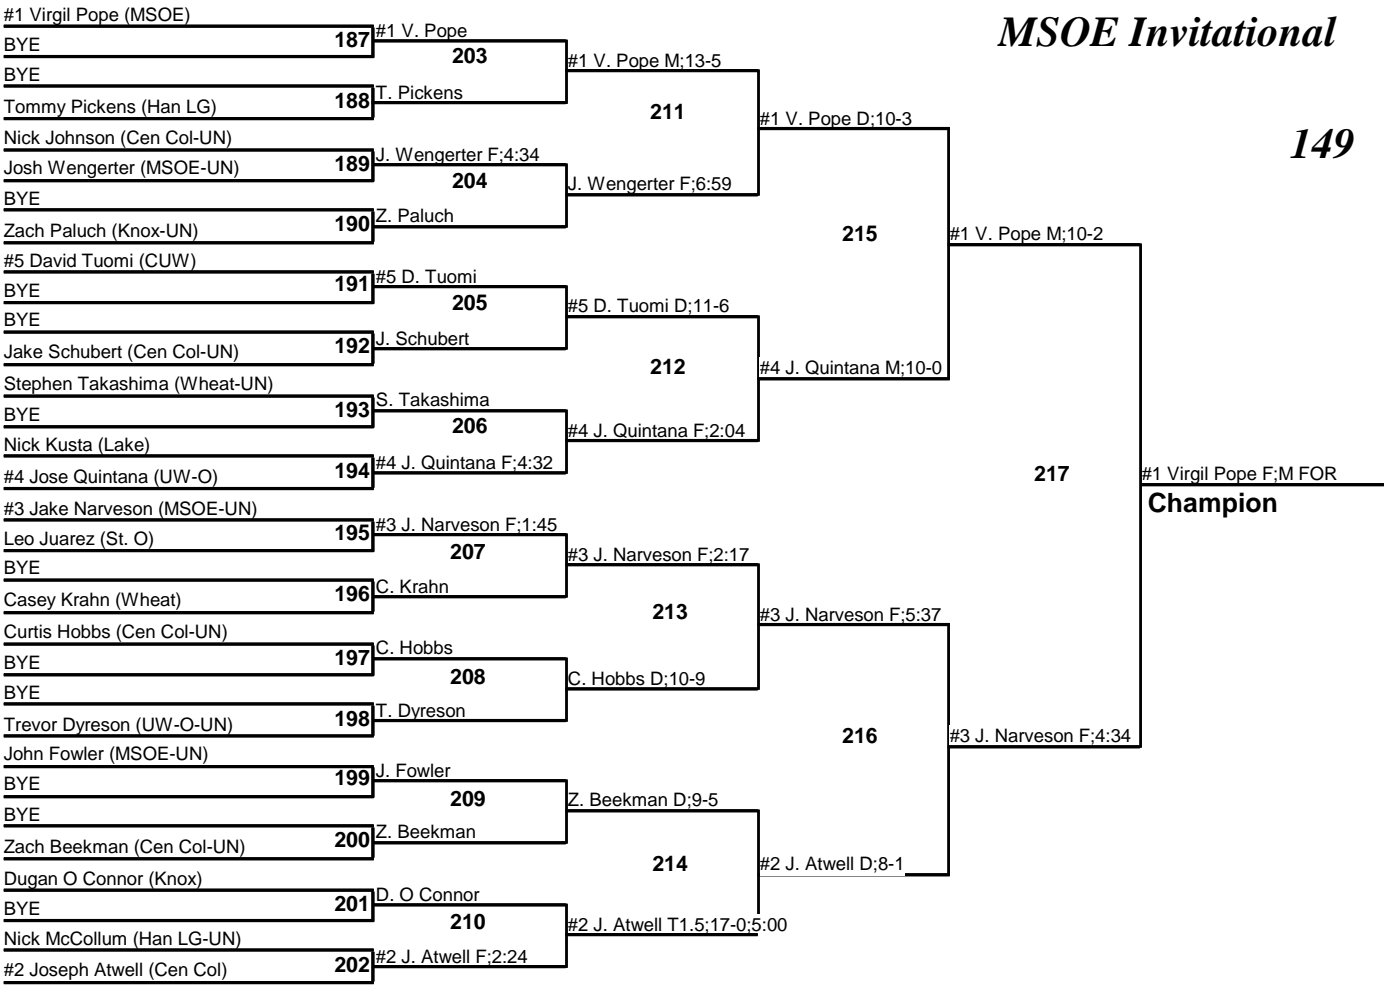 MSOE Invitational
149
#1 Virgil Pope (MSOE)
BYE
187
BYE
Tommy Pickens (Han LG)
188
Nick Johnson (Cen Col-UN)
Josh Wengerter (MSOE-UN)
189
BYE
Zach Paluch (Knox-UN)
190
#5 David Tuomi (CUW)
BYE
191
BYE
Jake Schubert (Cen Col-UN)
192
Stephen Takashima (Wheat-UN)
BYE
193
Nick Kusta (Lake)
#4 Jose Quintana (UW-O)
194
#3 Jake Narveson (MSOE-UN)
Leo Juarez (St. O)
195
BYE
Casey Krahn (Wheat)
196
Curtis Hobbs (Cen Col-UN)
BYE
197
BYE
Trevor Dyreson (UW-O-UN)
198
John Fowler (MSOE-UN)
BYE
199
BYE
Zach Beekman (Cen Col-UN)
200
Dugan O Connor (Knox)
BYE
201
Nick McCollum (Han LG-UN)
#2 Joseph Atwell (Cen Col)
202
#1 V. Pope
203
T. Pickens
J. Wengerter F;4:34
204
Z. Paluch
#5 D. Tuomi
205
J. Schubert
S. Takashima
206
#4 J. Quintana F;4:32
#3 J. Narveson F;1:45
207
C. Krahn
C. Hobbs
208
T. Dyreson
J. Fowler
209
Z. Beekman
D. O Connor
210
#2 J. Atwell F;2:24
#1 V. Pope M;13-5
211
J. Wengerter F;6:59
#5 D. Tuomi D;11-6
212
#4 J. Quintana F;2:04
#3 J. Narveson F;2:17
213
C. Hobbs D;10-9
Z. Beekman D;9-5
214
#2 J. Atwell T1.5;17-0;5:00
#1 V. Pope D;10-3
215
#4 J. Quintana M;10-0
#3 J. Narveson F;5:37
216
#2 J. Atwell D;8-1
#1 V. Pope M;10-2
217
#3 J. Narveson F;4:34
#1 Virgil Pope F;M FOR
Champion